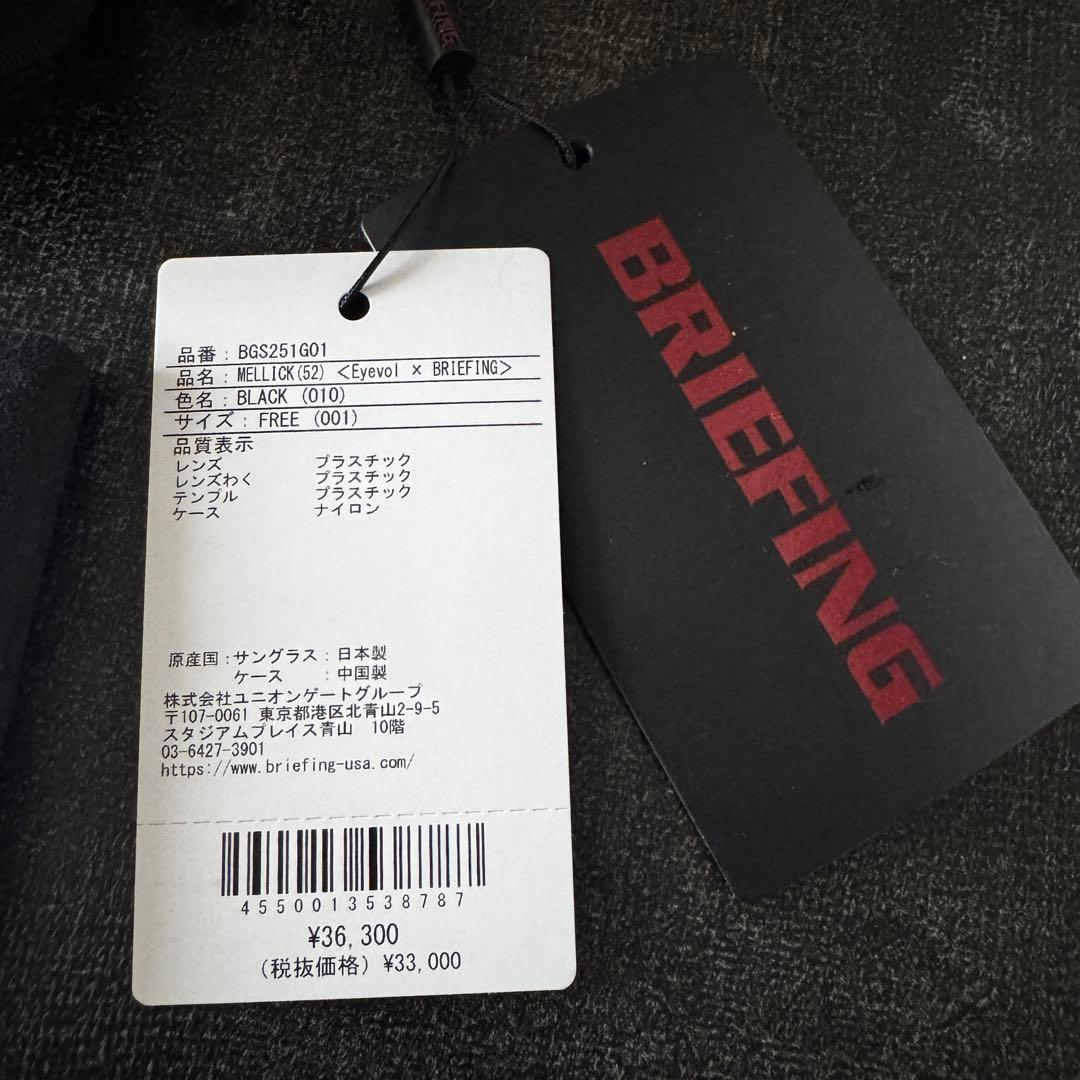 BRIEFING
BRIEFING
品番：BGS251G01
品名：MELLICK(52) ＜Eyevol × BRIEFING＞
色名：BLACK (010)
サイズ：FREE (001)
品質表示
レンズ プラスチック
レンズわく プラスチック
テンプル プラスチック
ケース ナイロン
原産国：サングラス：日本製
ケース ：中国製
株式会社ユニオンゲートグループ
〒107-0061 東京都港区北青山2-9-5
スタジアムプレイス青山 10階
03-6427-3901
https://www.briefing-usa.com/
4550013538787
¥36,300
(税抜価格) ¥33,000